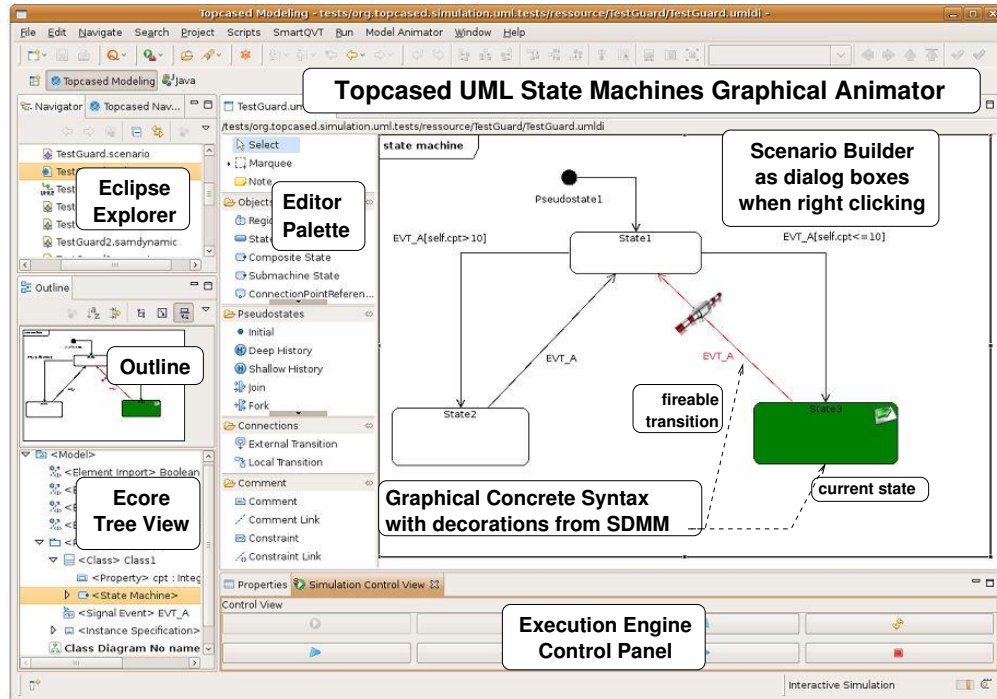 Topcased Modeling - tests/org.topcased.simulation.uml.tests/ressource/TestGuard/TestGuard.umldi -
File Edit Navigate Search Project Scripts SmartQVT Run Model Animator Window Help
Topcased Modeling Java
Topcased UML State Machines Graphical Animator
Navigator Topcased Nav...
TestGuard.scenario
Test
Test
Test
Test
TestGuard2.samdynamic
Eclipse
Explorer
Outline
Outline
<Model>
<Element Import> Boolean
<Class> Class1
<Property> cpt : Integ
<State Machine>
<Signal Event> EVT_A
<Instance Specification>
Class Diagram No name
Ecore
Tree View
TestGuard.um
/tests/org.topcased.simulation.uml.tests/ressource/TestGuard/TestGuard.umldi
Select
Marquee
Note
Objects
Regi
State
Composite State
Submachine State
ConnectionPointReferen...
Pseudostates
Initial
Deep History
Shallow History
Join
Fork
Connections
External Transition
Local Transition
Comment
Comment
Comment Link
Constraint
Constraint Link
Editor
Palette
state machine
Scenario Builder
as dialog boxes
when right clicking
Pseudostate1
EVT_A[self.cpt>10]
State1
EVT_A[self.cpt<=10]
EVT_A
EVT_A
fireable
transition
State2
State3
current state
Graphical Concrete Syntax
with decorations from SDMM
Properties Simulation Control View
Control View
Execution Engine
Control Panel
Interactive Simulation